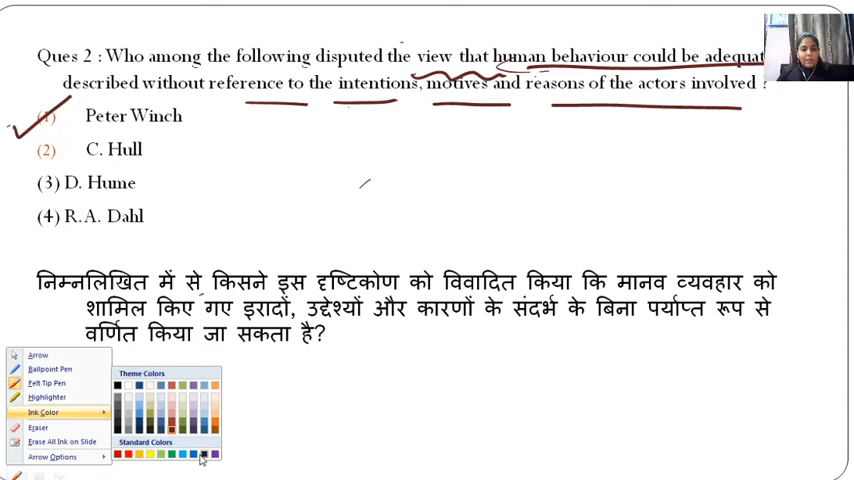 Ques 2 : Who among the following disputed the view that human behaviour could be adequat
described without reference to the intentions, motives and reasons of the actors involved ?
(1) Peter Winch
(2) C. Hull
(3) D. Hume
(4) R.A. Dahl
निम्नलिखित में से किसने इस दृष्टिकोण को विवादित किया कि मानव व्यवहार को
शामिल किए गए इरादों, उद्देश्यों और कारणों के संदर्भ के बिना पर्याप्त रूप से
वर्णित किया जा सकता है?
Arrow
Ballpoint Pen
Felt Tip Pen
Highlighter
Ink Color
Eraser
Erase All Ink on Slide
Arrow Options
Theme Colors
Standard Colors